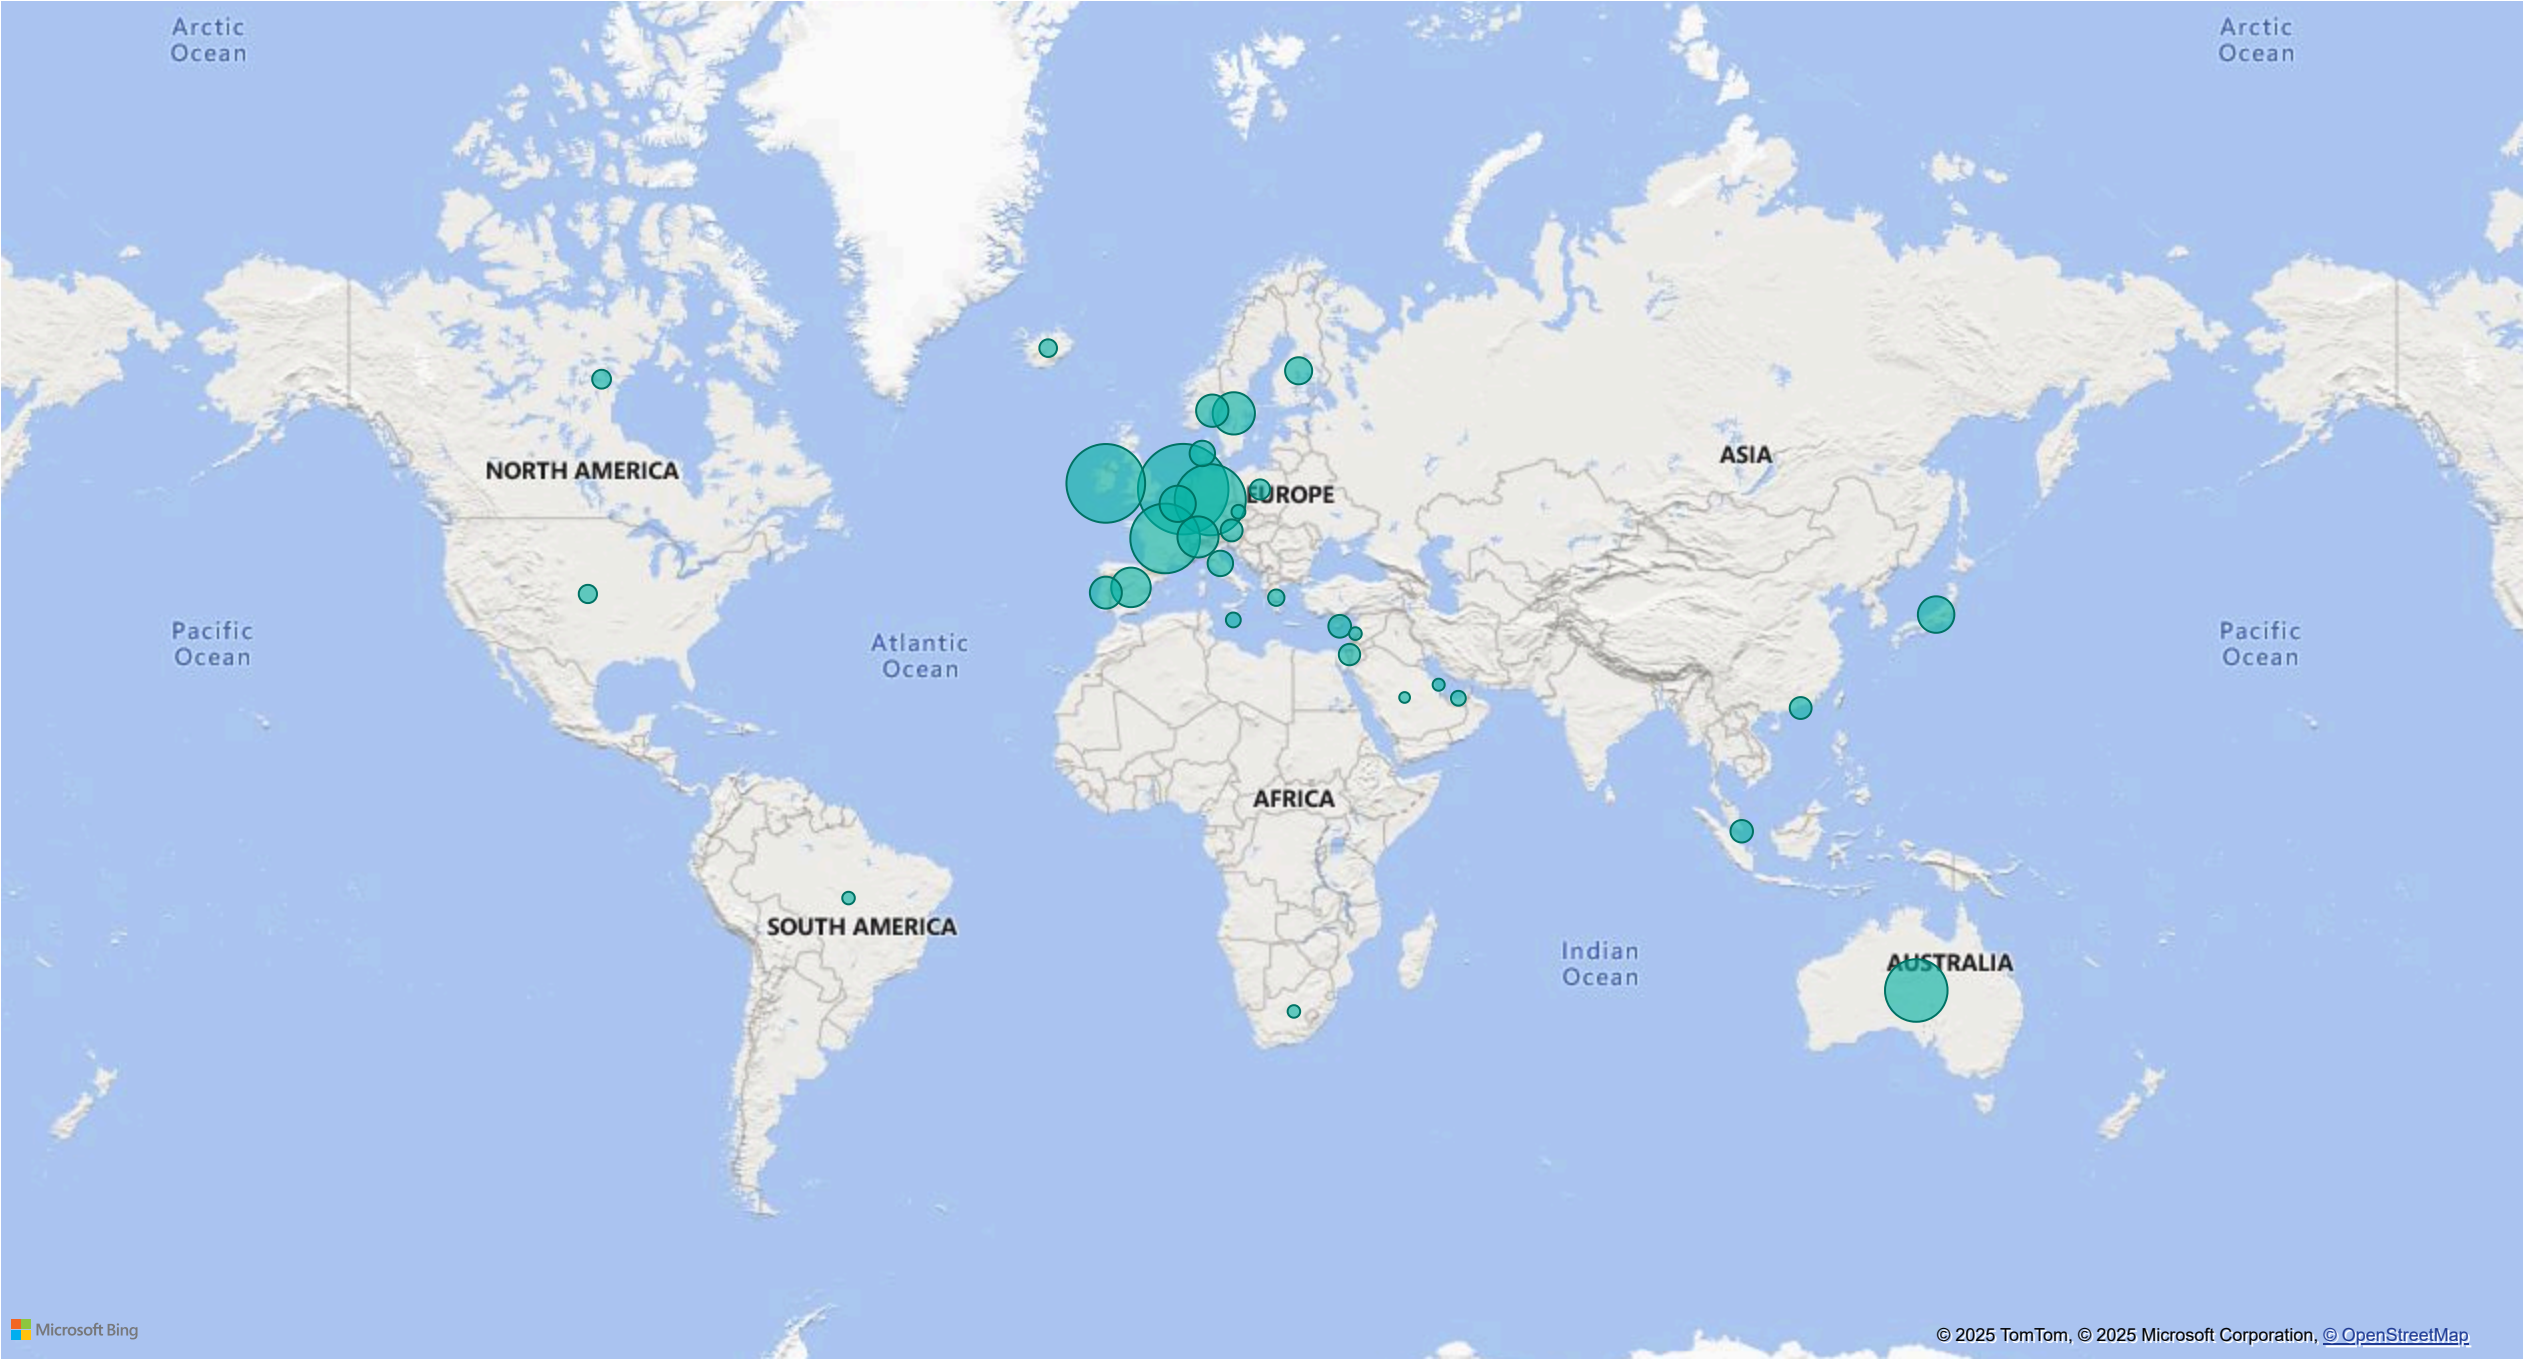 Arctic
Ocean
Arctic
Ocean
NORTH AMERICA
ASIA
EUROPE
Pacific
Ocean
Atlantic
Ocean
Pacific
Ocean
AFRICA
SOUTH AMERICA
Indian
Ocean
AUSTRALIA
Microsoft Bing
© 2025 TomTom, © 2025 Microsoft Corporation, © OpenStreetMap